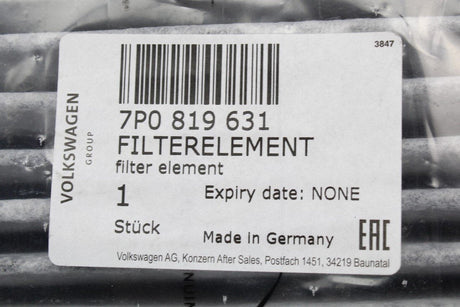 3847
VOLKSWAGEN
GROUP
7P0 819 631
FILTERELEMENT
filter element
1 Expiry date: NONE
Stück
Made in Germany EAC
Volkswagen AG, Konzern After Sales, Postfach 1451, 34219 Baunatal